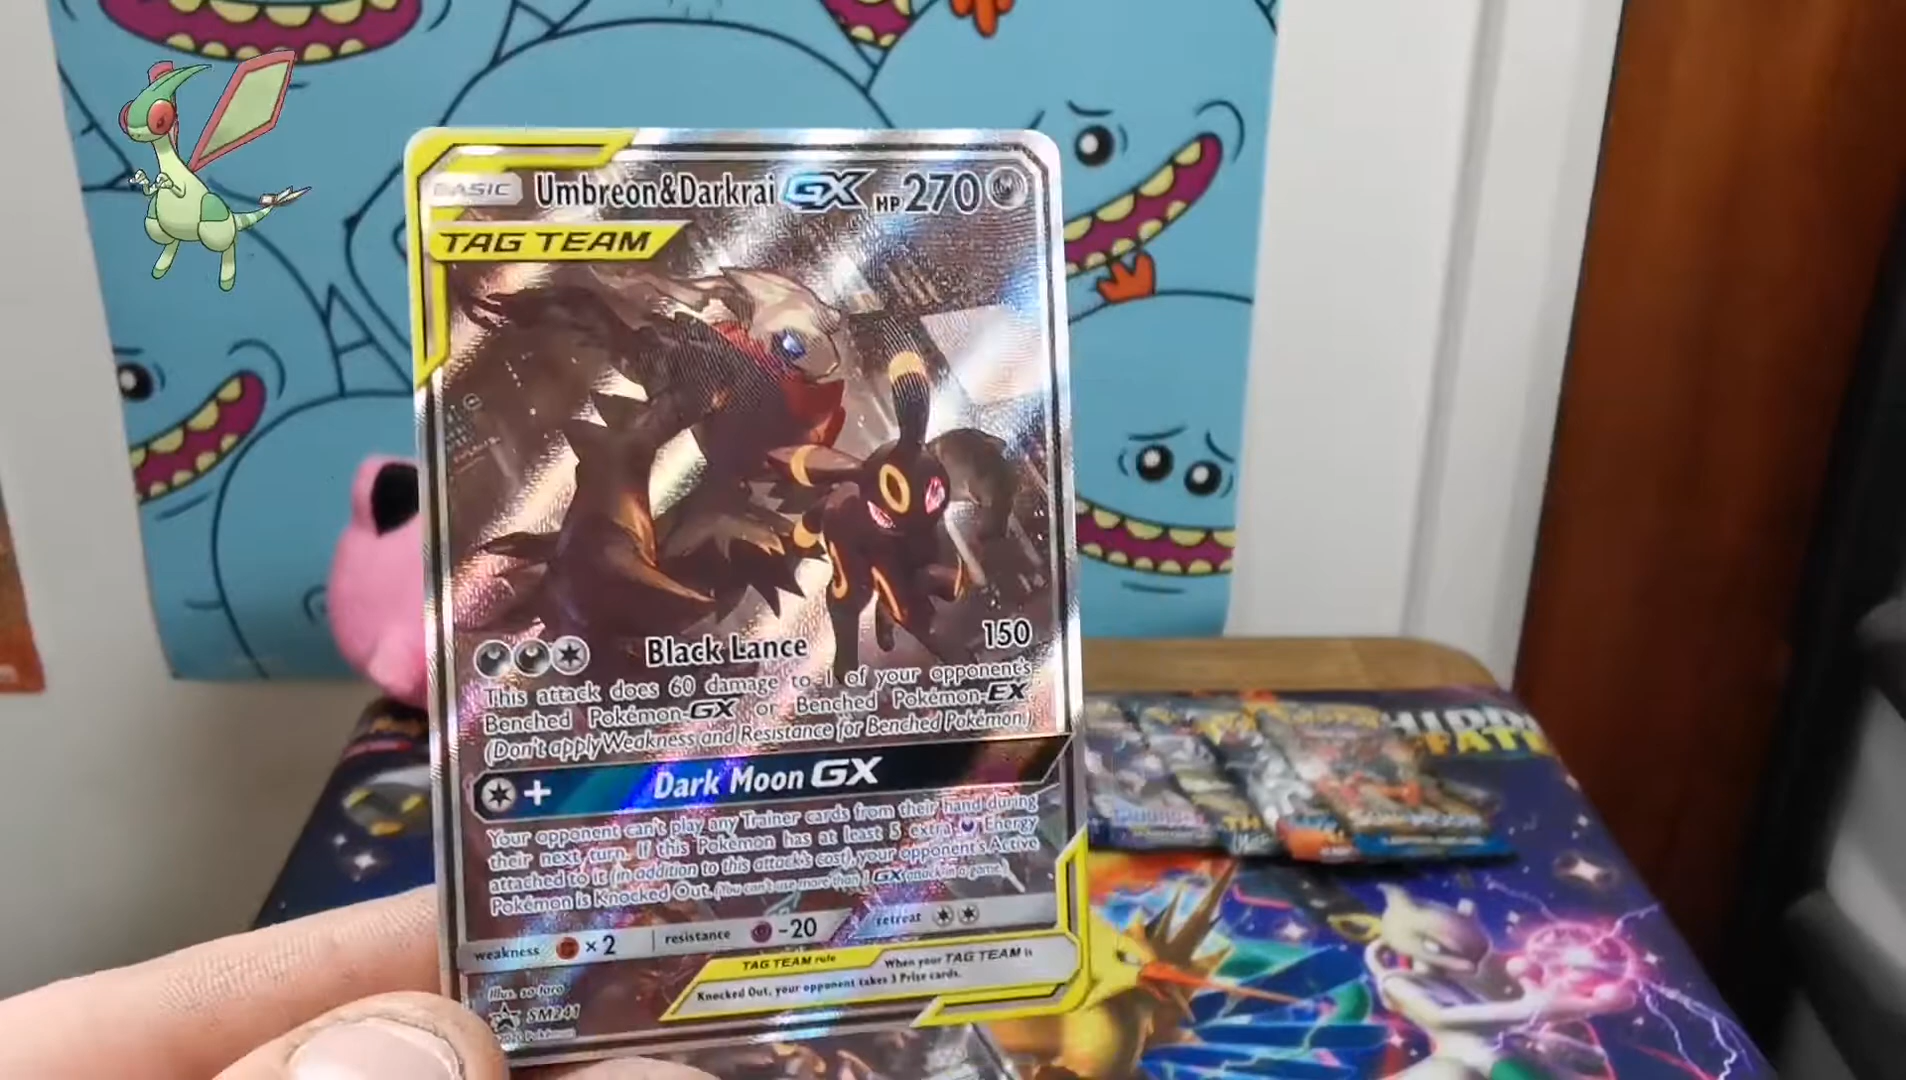 BASIC Umbreon&Darkrai GX HP 270
TAG TEAM
Black Lance 150
This attack does 60 damage to 1 of your opponent's
Benched Pokémon-GX or Benched Pokémon-EX.
(Don't apply Weakness and Resistance for Benched Pokémon.)
+ Dark Moon GX
Your opponent can't play any Trainer cards from their hand during
their next turn. If this Pokémon has at least 5 extra Energy
attached to it (in addition to this attack's cost), your opponent's Active
Pokémon is Knocked Out. (You can't use more than 1 GX attack in a game.)
weakness ×2 resistance -20 retreat
TAG TEAM rule When your TAG TEAM is
Knocked Out, your opponent takes 3 Prize cards.
Illus. so-taro
SM241
HIDD
FATE